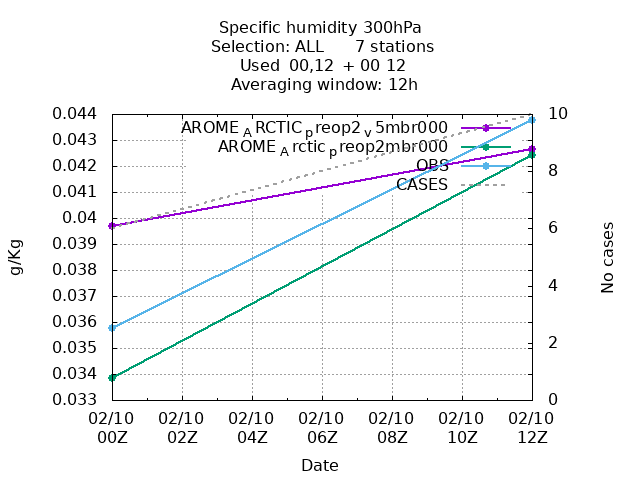 Specific humidity 300hPa
Selection: ALL 7 stations
Used 00,12 + 00 12
Averaging window: 12h
AROME_ARCTIC_preop2_v5mbr000
AROME_Arctic_preop2mbr000
OBS
CASES
0.044
0.043
0.042
0.041
0.04
0.039
0.038
0.037
0.036
0.035
0.034
0.033
10
8
6
4
2
0
g/Kg
No cases
02/10 02/10 02/10 02/10 02/10 02/10 02/10
00Z 02Z 04Z 06Z 08Z 10Z 12Z
Date